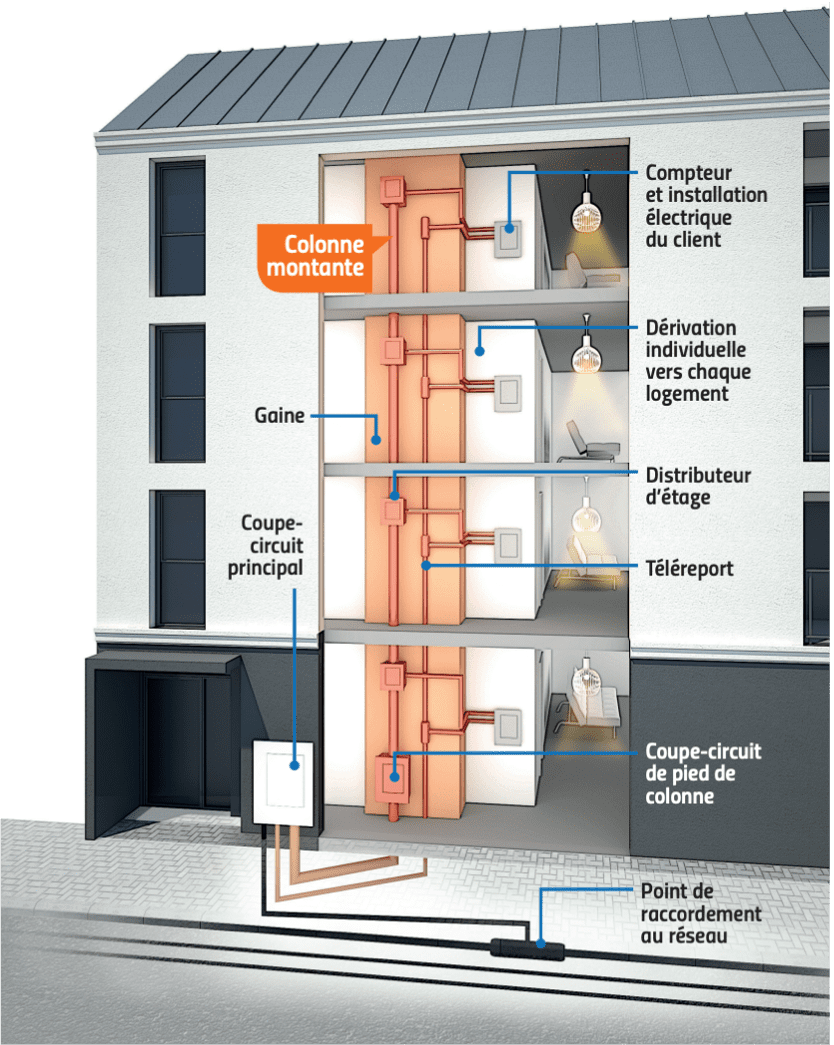 Compteur
et installation
électrique
du client
Colonne
montante
Dérivation
individuelle
vers chaque
logement
Gaine
Distributeur
d'étage
Coupe-
circuit
principal
Téléreport
Coupe-circuit
de pied de
colonne
Point de
raccordement
au réseau